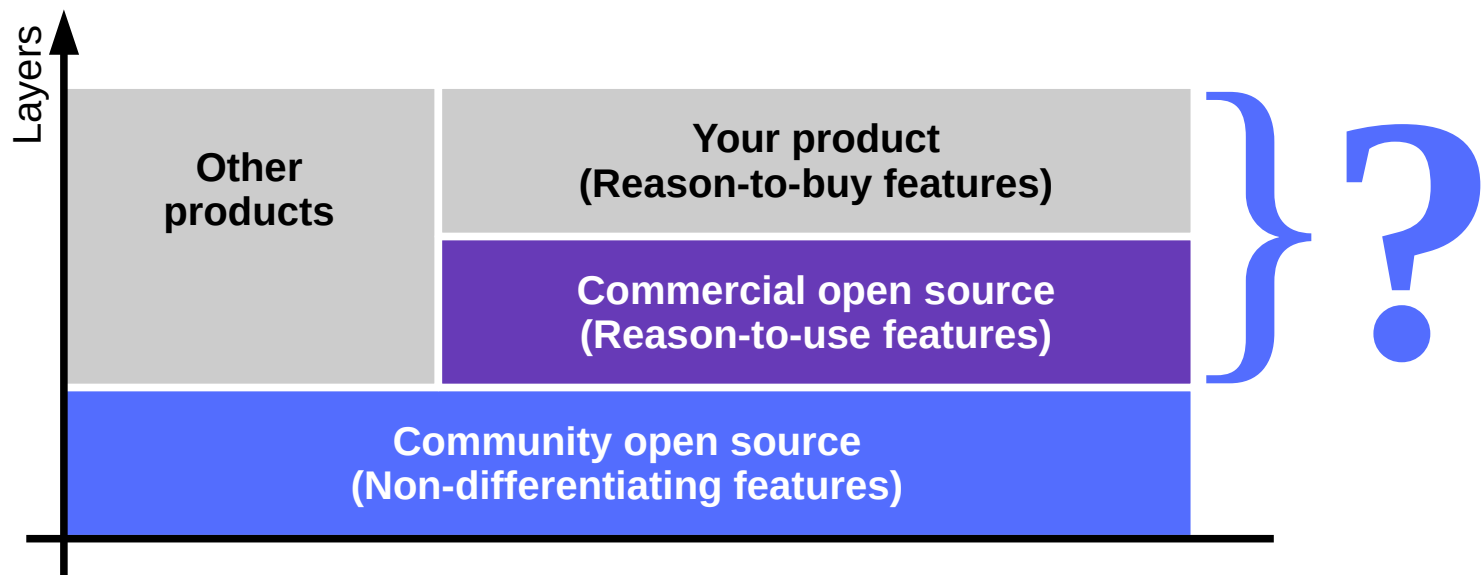 Layers
Other
products
Your product
(Reason-to-buy features)
Commercial open source
(Reason-to-use features)
Community open source
(Non-differentiating features)
}?